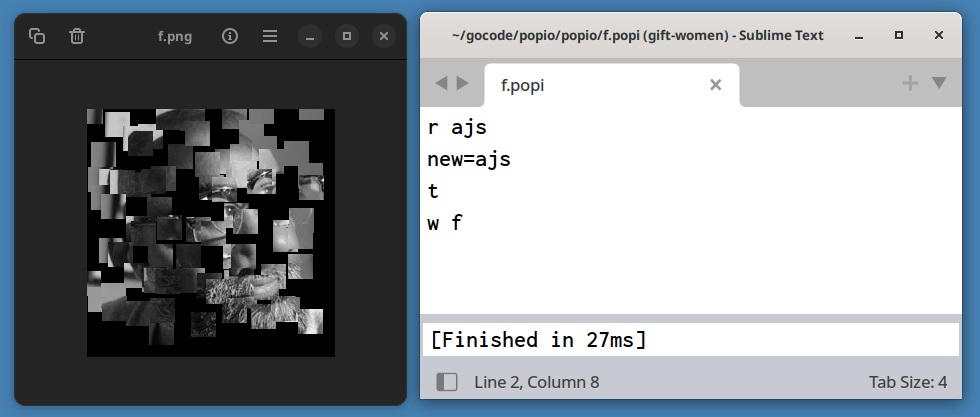 f.png
~/gocode/popio/popio/f.popi (gift-women) - Sublime Text
f.popi
r ajs
new=ajs
t
w f
[Finished in 27ms]
Line 2, Column 8
Tab Size: 4